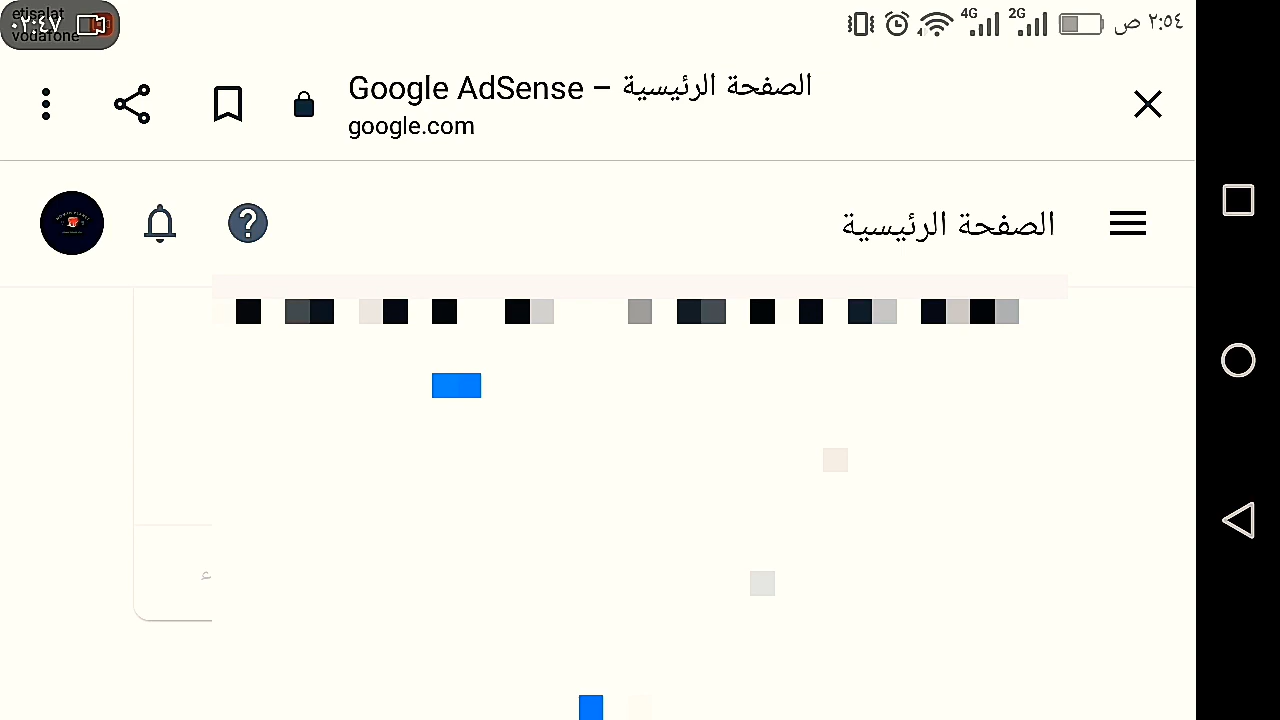 etisalat
vodafone
٠٢:٤٧
4G 2G ٢:٥٤ ص
Google AdSense – الصفحة الرئيسية
google.com
الصفحة الرئيسية
ء